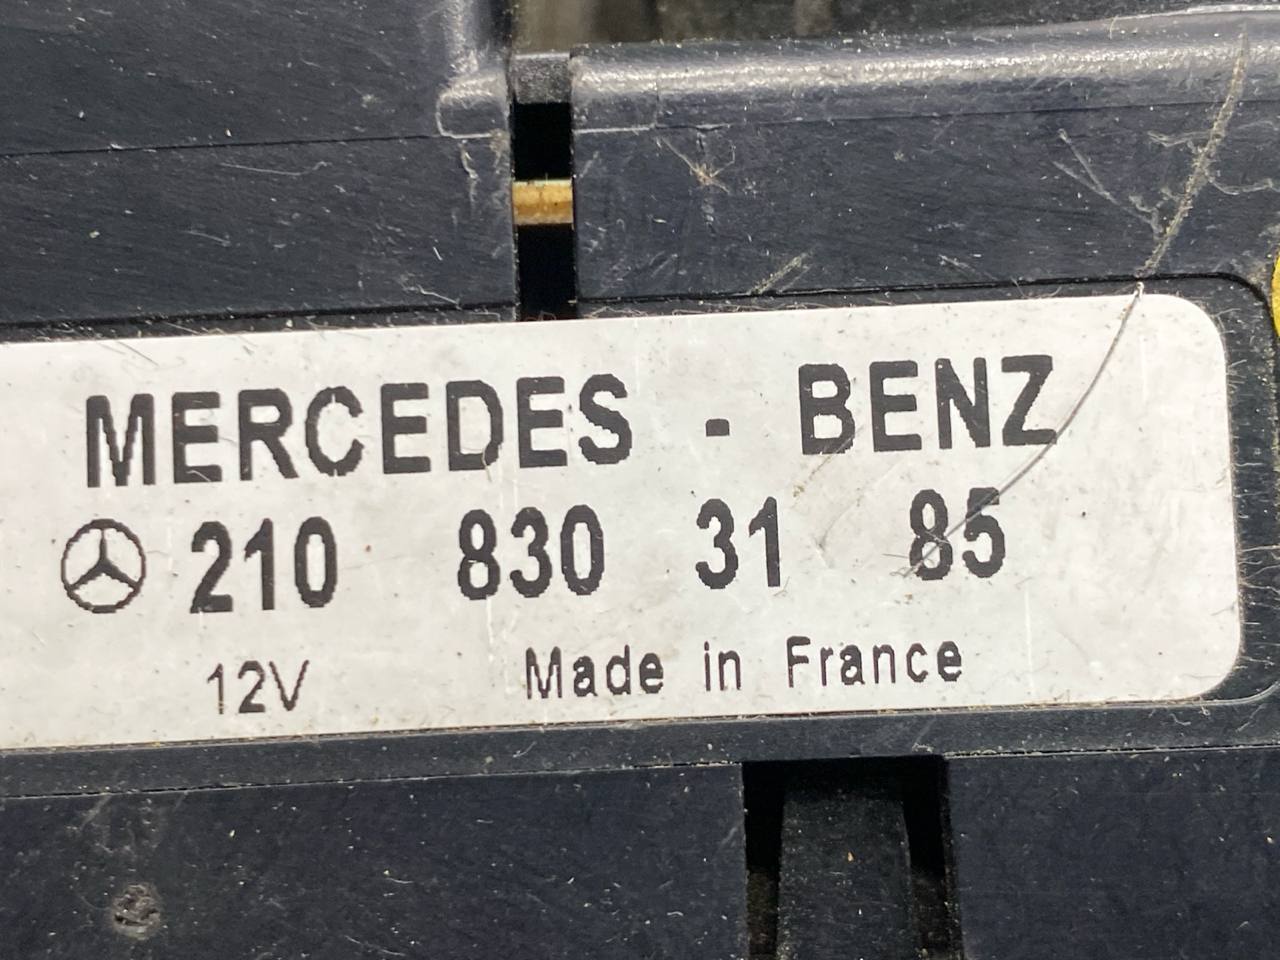 MERCEDES - BENZ
210 830 31 85
12V Made in France